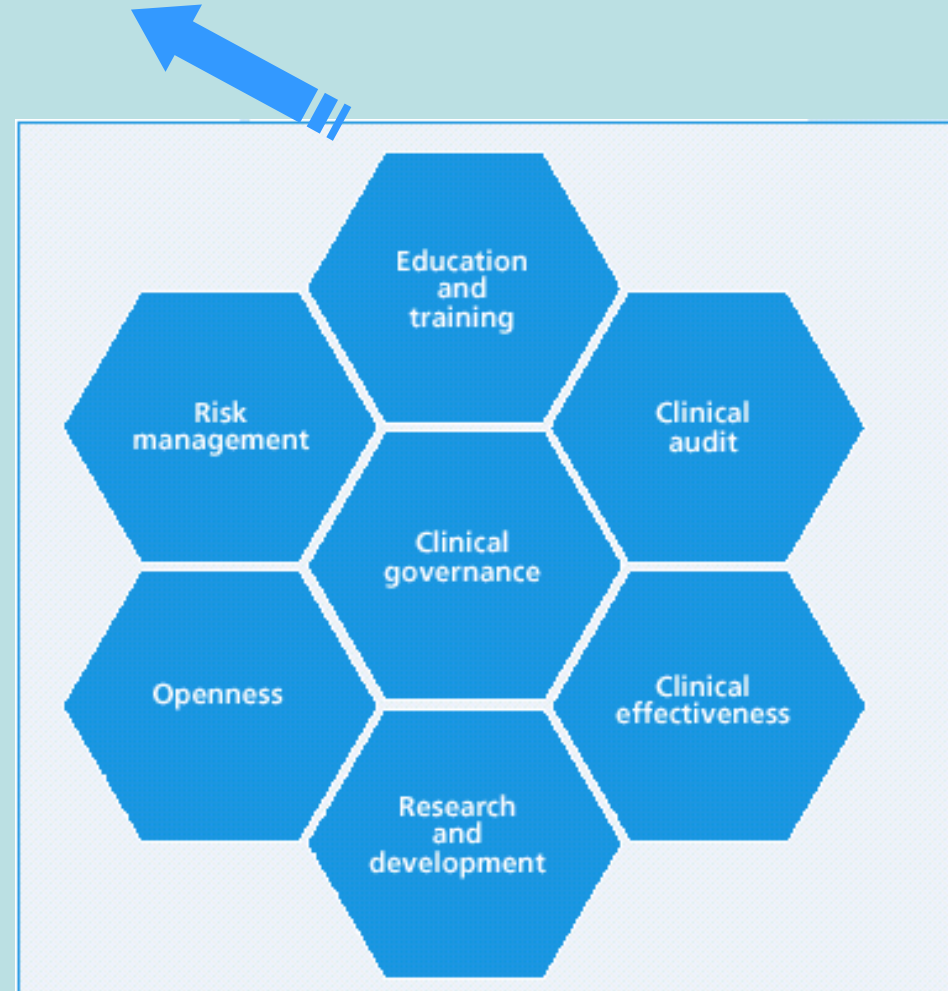 Education
and
training
Risk
management
Clinical
audit
Clinical
governance
Openness
Clinical
effectiveness
Research
and
development